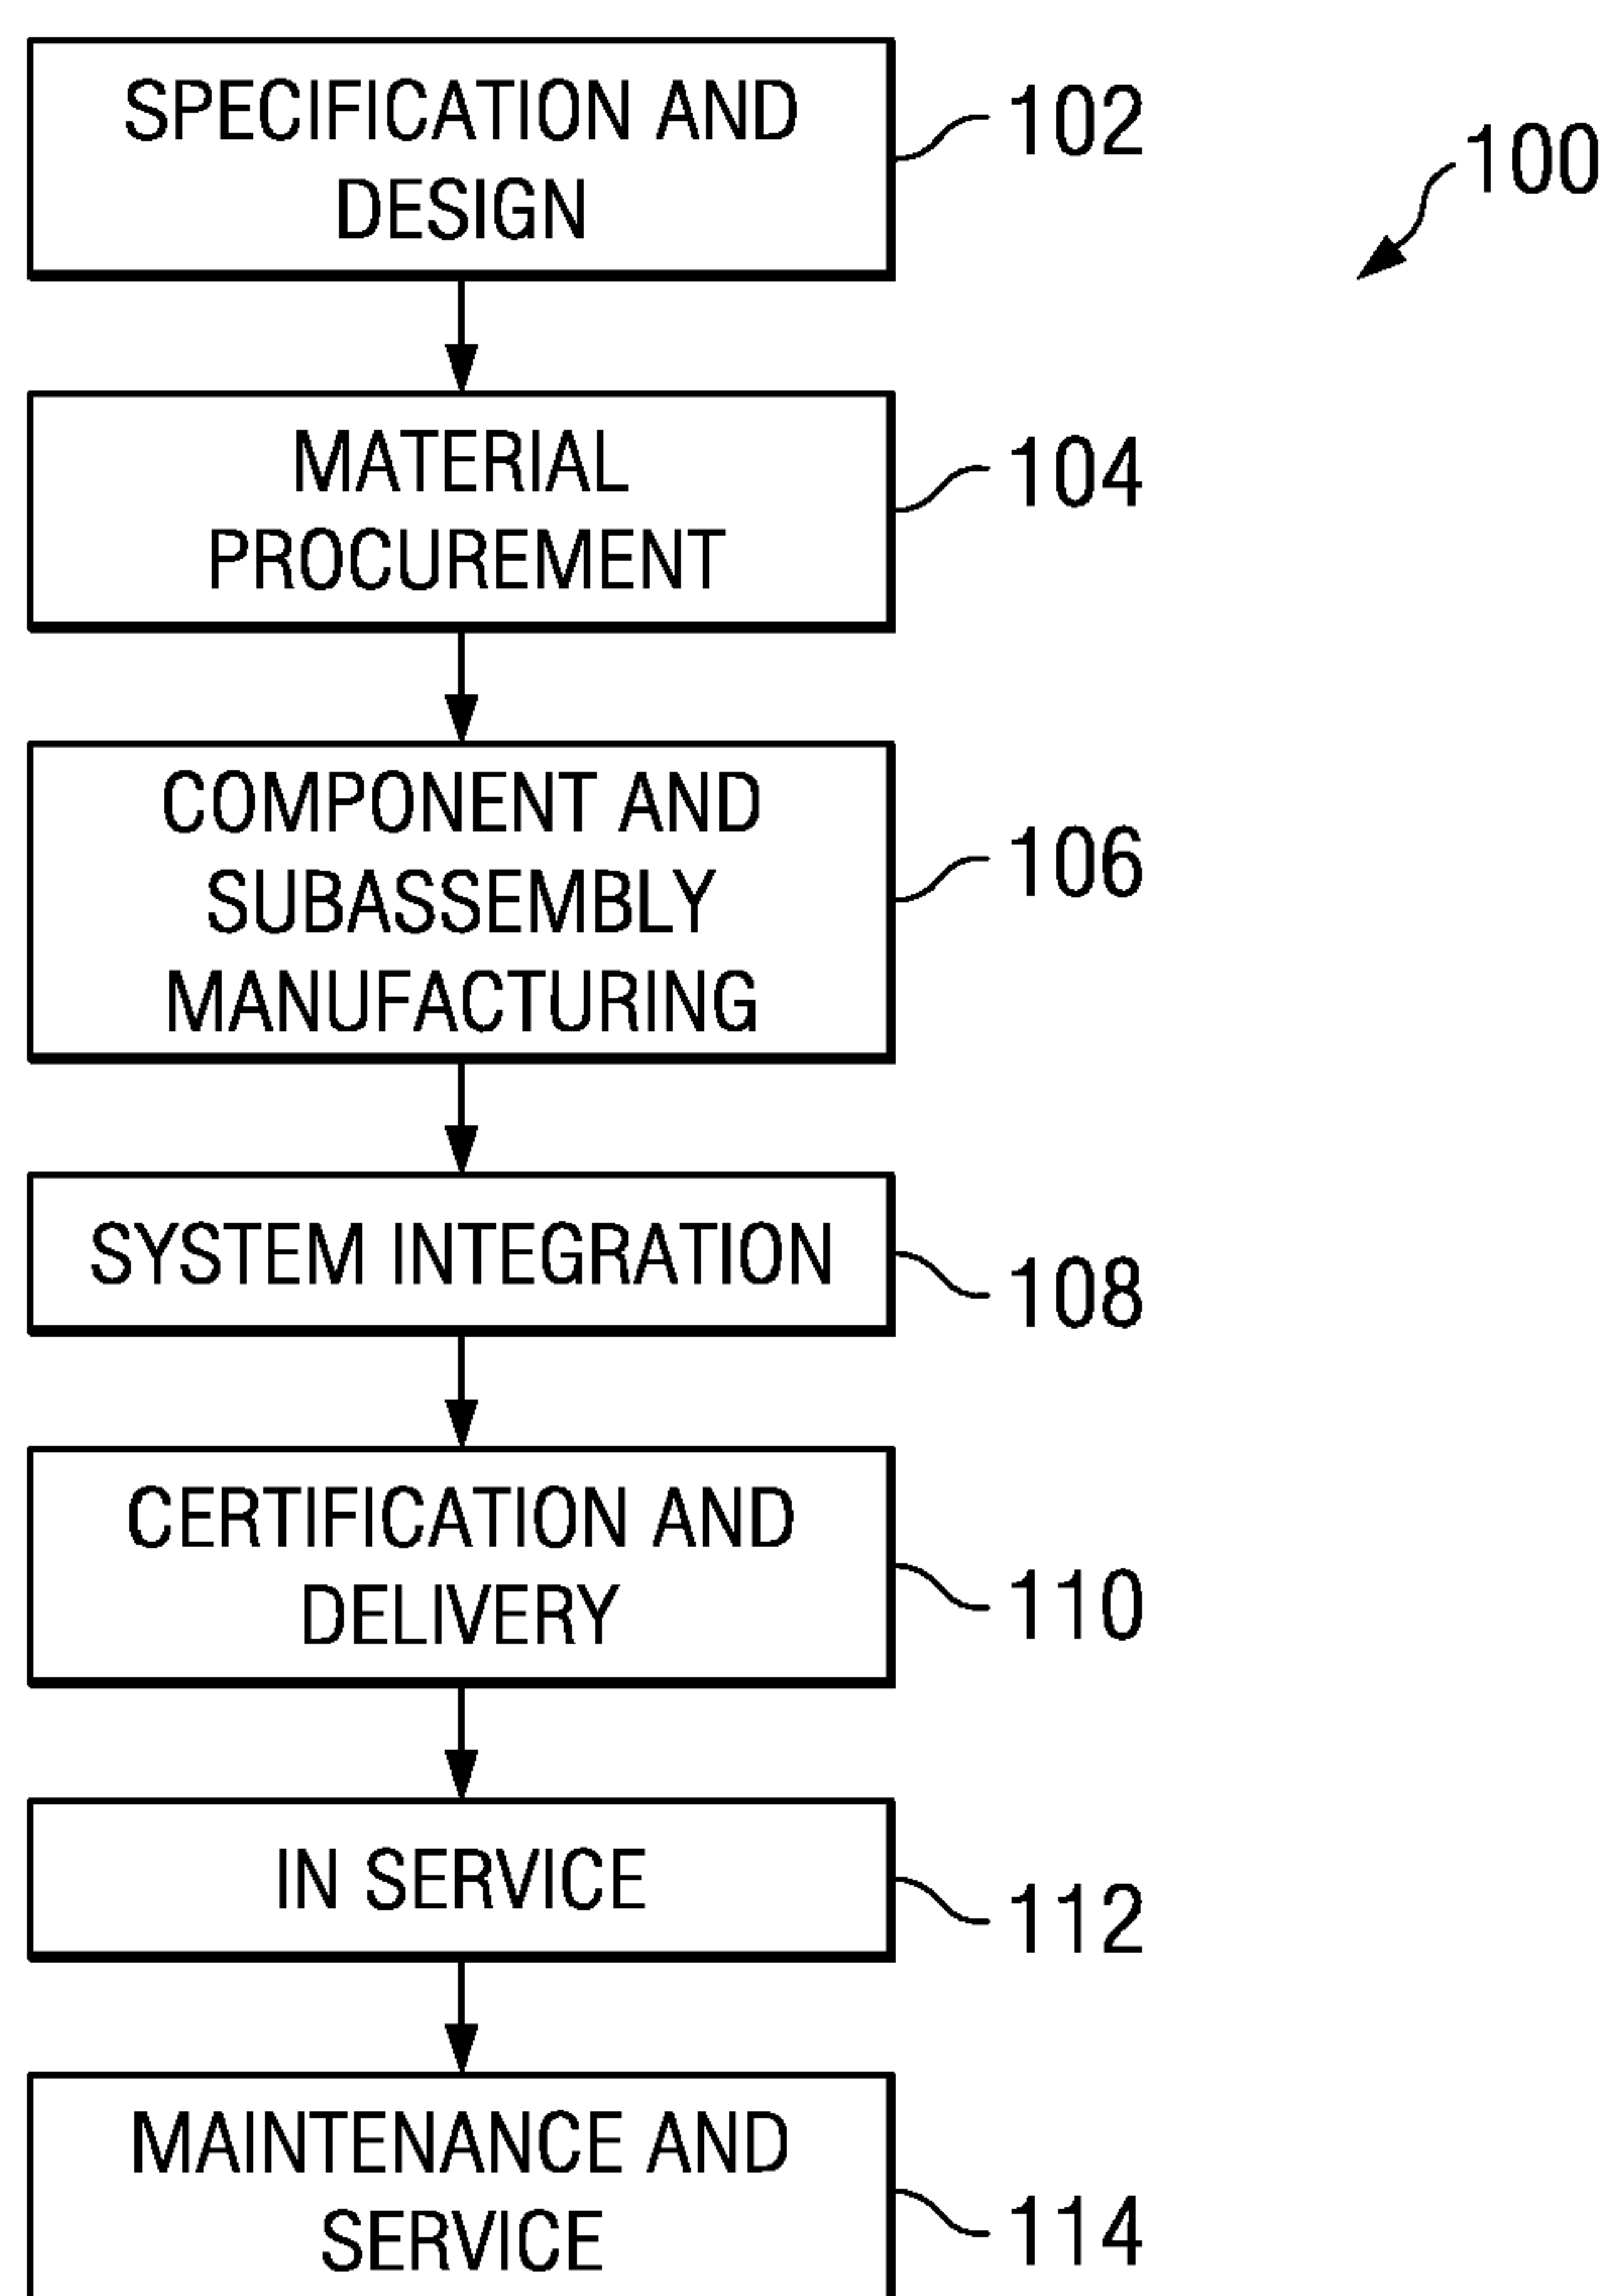 SPECIFICATION AND
DESIGN
102
100
MATERIAL
PROCUREMENT
104
COMPONENT AND
SUBASSEMBLY
MANUFACTURING
106
SYSTEM INTEGRATION
108
CERTIFICATION AND
DELIVERY
110
IN SERVICE
112
MAINTENANCE AND
SERVICE
114